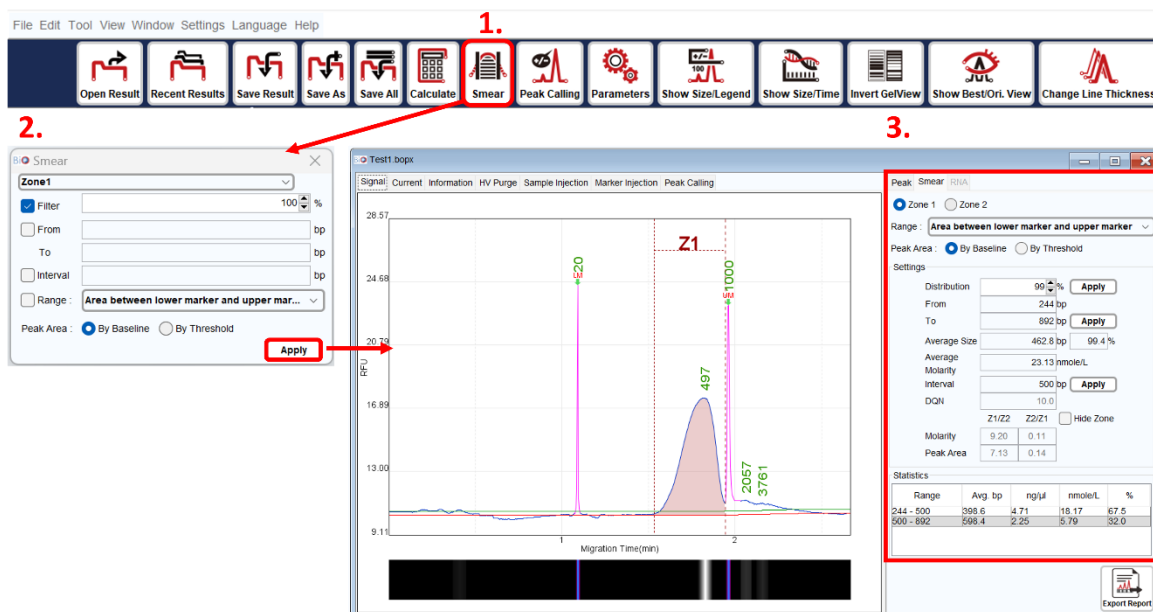 1.
File Edit Tool View Window Settings Language Help
Open Result Recent Results Save Result Save As Save All Calculate Smear Peak Calling Parameters Show Size/Legend Show Size/Time Invert GelView Show Best/Ori. View Change Line Thickness
2.
Smear
Zone1
Filter 100 %
From bp
To bp
Interval bp
Range : Area between lower marker and upper mar...
Peak Area : By Baseline By Threshold
Apply
Test1.bopx
Signal Current Information HV Purge Sample Injection Marker Injection Peak Calling
28.57
24.68
20.79
16.89
13.00
9.11
RFU
20
LM
Z1
497
1000
UM
2057
3761
1 2
Migration Time(min)
3.
Peak Smear RNA
Zone 1 Zone 2
Range : Area between lower marker and upper marker
Peak Area : By Baseline By Threshold
Settings
Distribution 99 % Apply
From 244 bp
To 892 bp Apply
Average Size 462.8 bp 99.4 %
Average Molarity 23.13 nmole/L
Interval 500 bp Apply
DQN 10.0
Z1/Z2 Z2/Z1 Hide Zone
Molarity 9.20 0.11
Peak Area 7.13 0.14
Statistics
Range Avg. bp ng/µl nmole/L %
244 - 500 398.6 4.71 18.17 67.5
500 - 892 598.4 2.25 5.79 32.0
Export Report